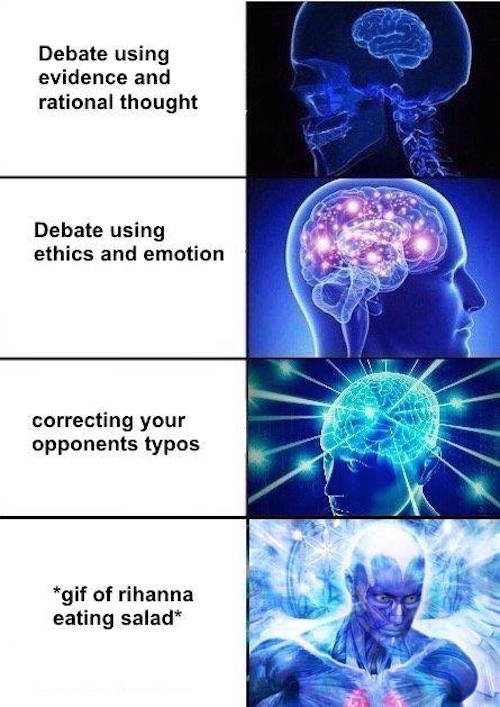 Debate using
evidence and
rational thought
Debate using
ethics and emotion
correcting your
opponents typos
*gif of rihanna
eating salad*